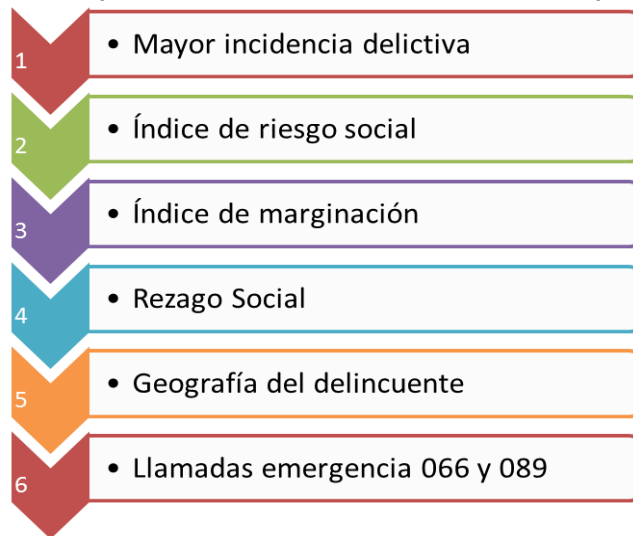 1
• Mayor incidencia delictiva
2
• Índice de riesgo social
3
• Índice de marginación
4
• Rezago Social
5
• Geografía del delincuente
6
• Llamadas emergencia 066 y 089